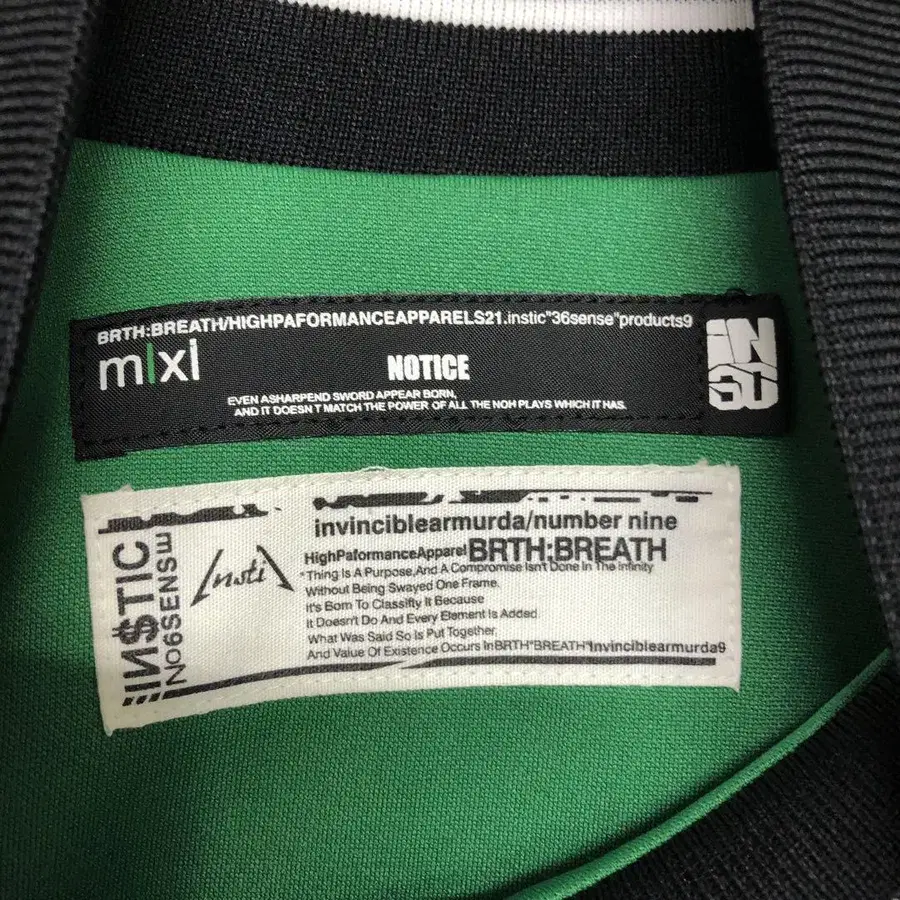 BRTH:BREATH/HIGHPAFORMANCEAPPARELS21.instic"36sense"products9
m|x|
NOTICE
EVEN ASHARPEND SWORD APPEAR BORN,
AND IT DOESN T MATCH THE POWER OF ALL THE NOH PLAYS WHICH IT HAS.
INST
invinciblearmurda/number nine
HighPaformanceApparel BRTH:BREATH
"Thing Is A Purpose,And A Compromise Isn't Done In The Infinity
Without Being Swayed One Frame.
It's Born To Classifty It Because
It Doesn't Do And Every Element Is Added.
What Was Said So Is Put Together,
And Value Of Existence Occurs InBRTH"BREATH"Invinciblearmurda9
IN$TIC
No6SENSE
Insti